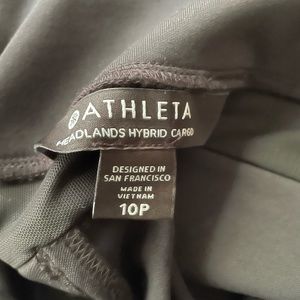 ATHLETA
HEADLANDS HYBRID CARGO
DESIGNED IN
SAN FRANCISCO
MADE IN
VIETNAM
10P